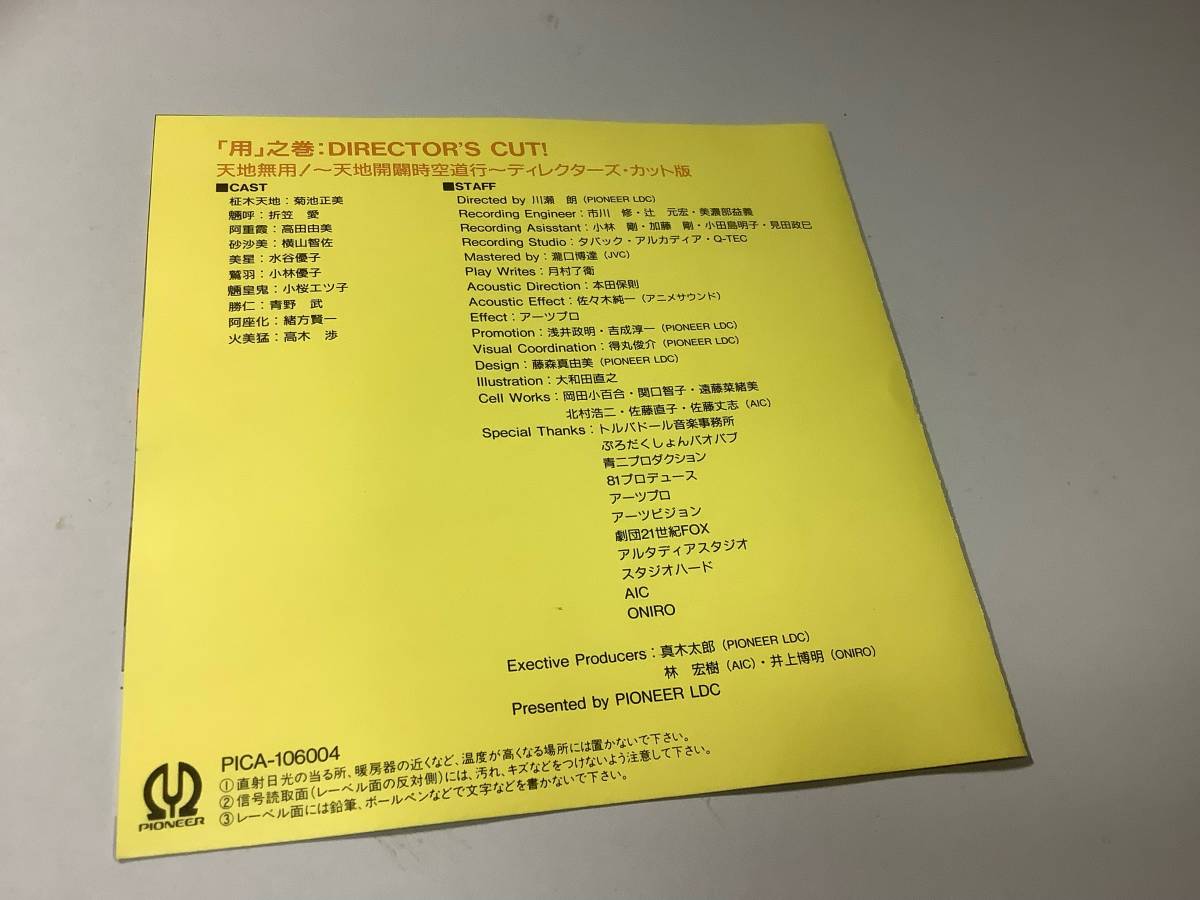 「用」之巻：DIRECTOR'S CUT!
天地無用！～天地開闢時空道行～ディレクターズ・カット版
■CAST
柾木天地：菊池正美
魎呼：折笠　愛
阿重霞：高田由美
砂沙美：横山智佐
美星：水谷優子
鷲羽：小林優子
魎皇鬼：小桜エツ子
勝仁：青野　武
阿座化：緒方賢一
火美猛：高木　渉
■STAFF
Directed by 川瀬　朗（PIONEER LDC）
Recording Engineer：市川　修・辻　元宏・美濃部益義
Recording Asisstant：小林　剛・加藤　剛・小田島明子・見田政巳
Recording Studio：タバック・アルカディア・Q-TEC
Mastered by：瀧口博達（JVC）
Play Writes：月村了衛
Acoustic Direction：本田保則
Acoustic Effect：佐々木純一（アニメサウンド）
Effect：アーツプロ
Promotion：浅井政明・吉成淳一（PIONEER LDC）
Visual Coordination：得丸俊介（PIONEER LDC）
Design：藤森真由美（PIONEER LDC）
Illustration：大和田直之
Cell Works：岡田小百合・関口智子・遠藤菜緒美
北村浩二・佐藤直子・佐藤丈志（AIC）
Special Thanks：トルバドール音楽事務所
ぷろだくしょんバオバブ
青二プロダクション
81プロデュース
アーツプロ
アーツビジョン
劇団21世紀FOX
アルタディアスタジオ
スタジオハード
AIC
ONIRO
Exective Producers：真木太郎（PIONEER LDC）
林　宏樹（AIC）・井上博明（ONIRO）
Presented by PIONEER LDC
PICA-106004
①直射日光の当る所、暖房器の近くなど、温度が高くなる場所には置かないで下さい。
②信号読取面（レーベル面の反対側）には、汚れ、キズなどをつけないよう注意して下さい。
③レーベル面には鉛筆、ボールペンなどで文字などを書かないで下さい。
PIONEER